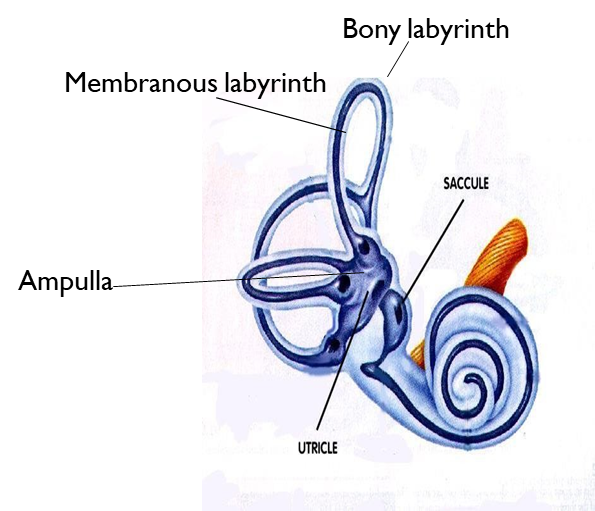 Bony labyrinth
Membranous labyrinth
SACCULE
Ampulla
UTRICLE